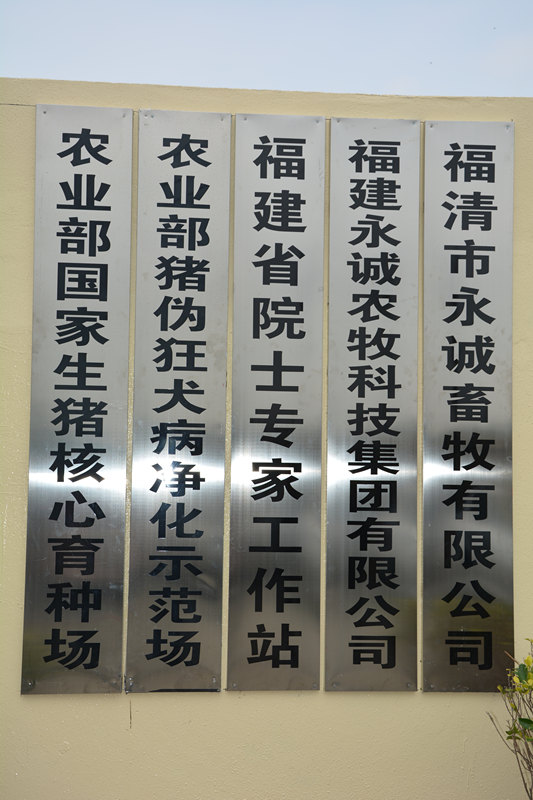 农业部国家生猪核心育种场
农业部猪伪狂犬病净化示范场
福建省院士专家工作站
福建永诚农牧科技集团有限公司
福清市永诚畜牧有限公司